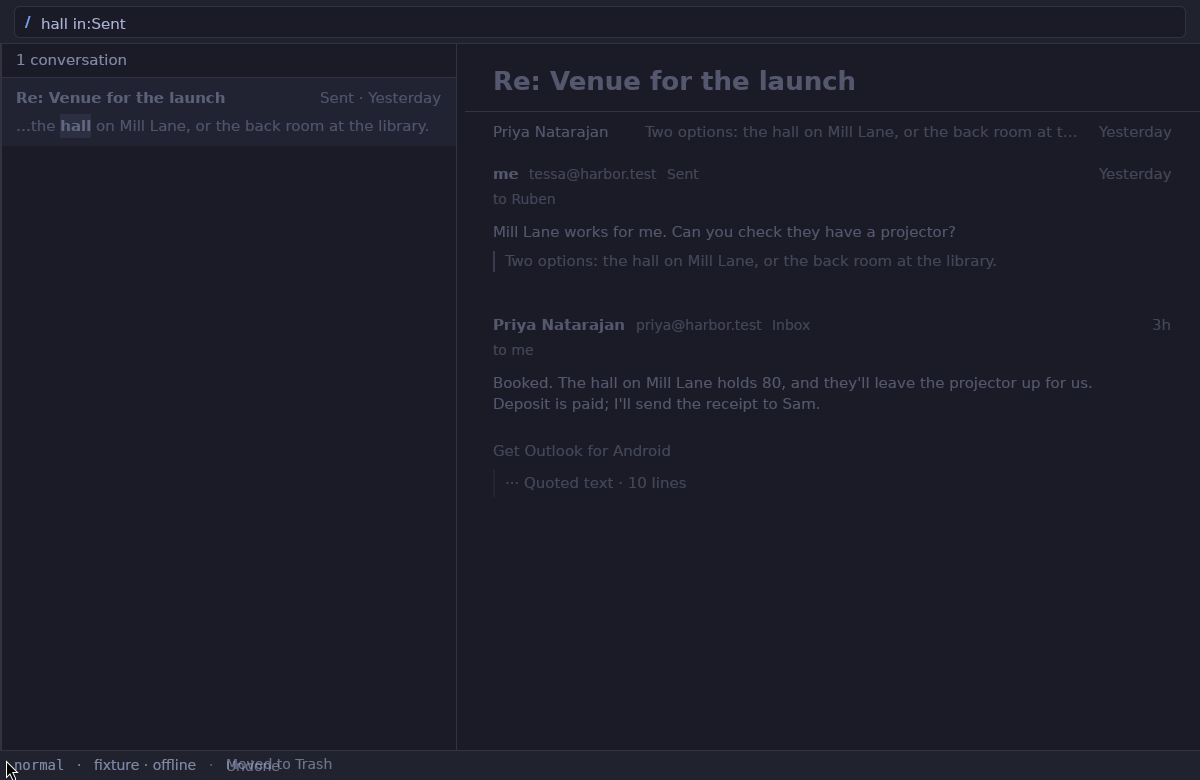 / hall in:Sent
1 conversation
Re: Venue for the launch Sent · Yesterday
…the hall on Mill Lane, or the back room at the library.
Re: Venue for the launch
Priya Natarajan Two options: the hall on Mill Lane, or the back room at t… Yesterday
me tessa@harbor.test Sent Yesterday
to Ruben
Mill Lane works for me. Can you check they have a projector?
Two options: the hall on Mill Lane, or the back room at the library.
Priya Natarajan priya@harbor.test Inbox 3h
to me
Booked. The hall on Mill Lane holds 80, and they'll leave the projector up for us.
Deposit is paid; I'll send the receipt to Sam.
Get Outlook for Android
··· Quoted text · 10 lines
normal · fixture · offline · Moved to Trash
Undone